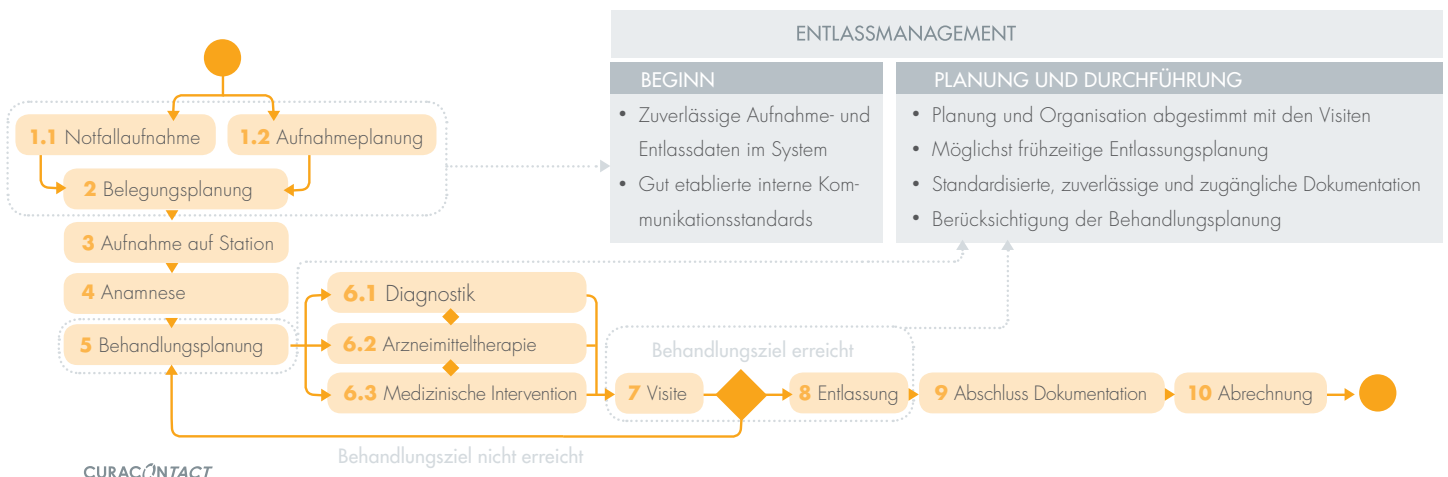 ENTLASSMANAGEMENT
BEGINN
• Zuverlässige Aufnahme- und
Entlassdaten im System
• Gut etablierte interne Kom-
munikationsstandards
PLANUNG UND DURCHFÜHRUNG
• Planung und Organisation abgestimmt mit den Visiten
• Möglichst frühzeitige Entlassungsplanung
• Standardisierte, zuverlässige und zugängliche Dokumentation
• Berücksichtigung der Behandlungsplanung
1.1 Notfallaufnahme
1.2 Aufnahmeplanung
2 Belegungsplanung
3 Aufnahme auf Station
4 Anamnese
5 Behandlungsplanung
6.1 Diagnostik
6.2 Arzneimitteltherapie
6.3 Medizinische Intervention
Behandlungsziel erreicht
7 Visite
8 Entlassung
9 Abschluss Dokumentation
10 Abrechnung
Behandlungsziel nicht erreicht
CURACONTACT